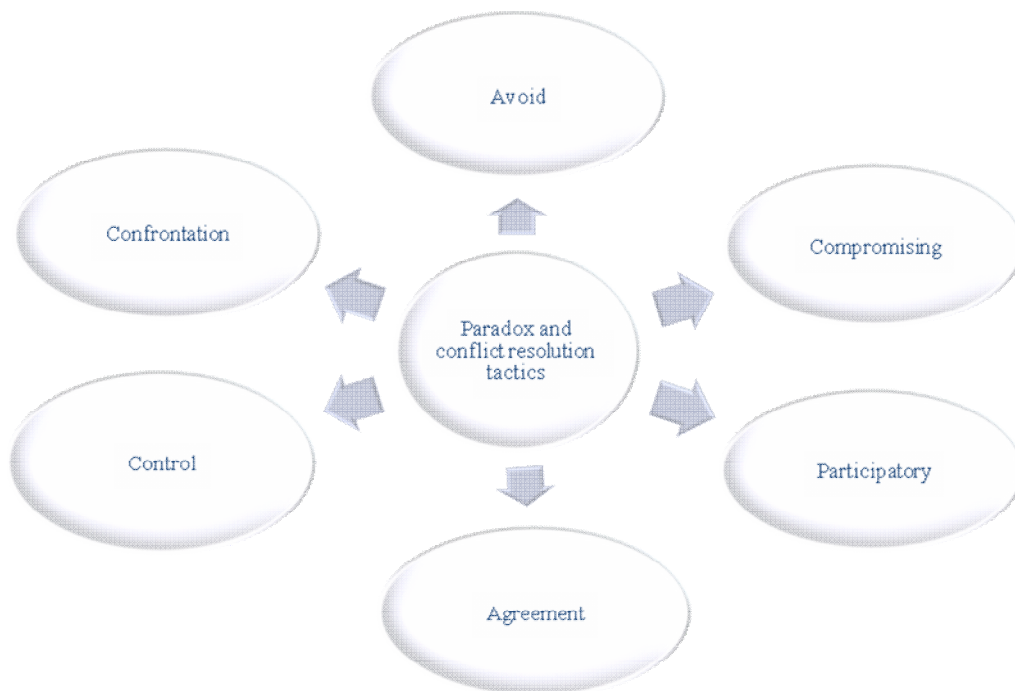 Avoid
Confrontation
Compromising
Paradox and
conflict resolution
tactics
Control
Participatory
Agreement